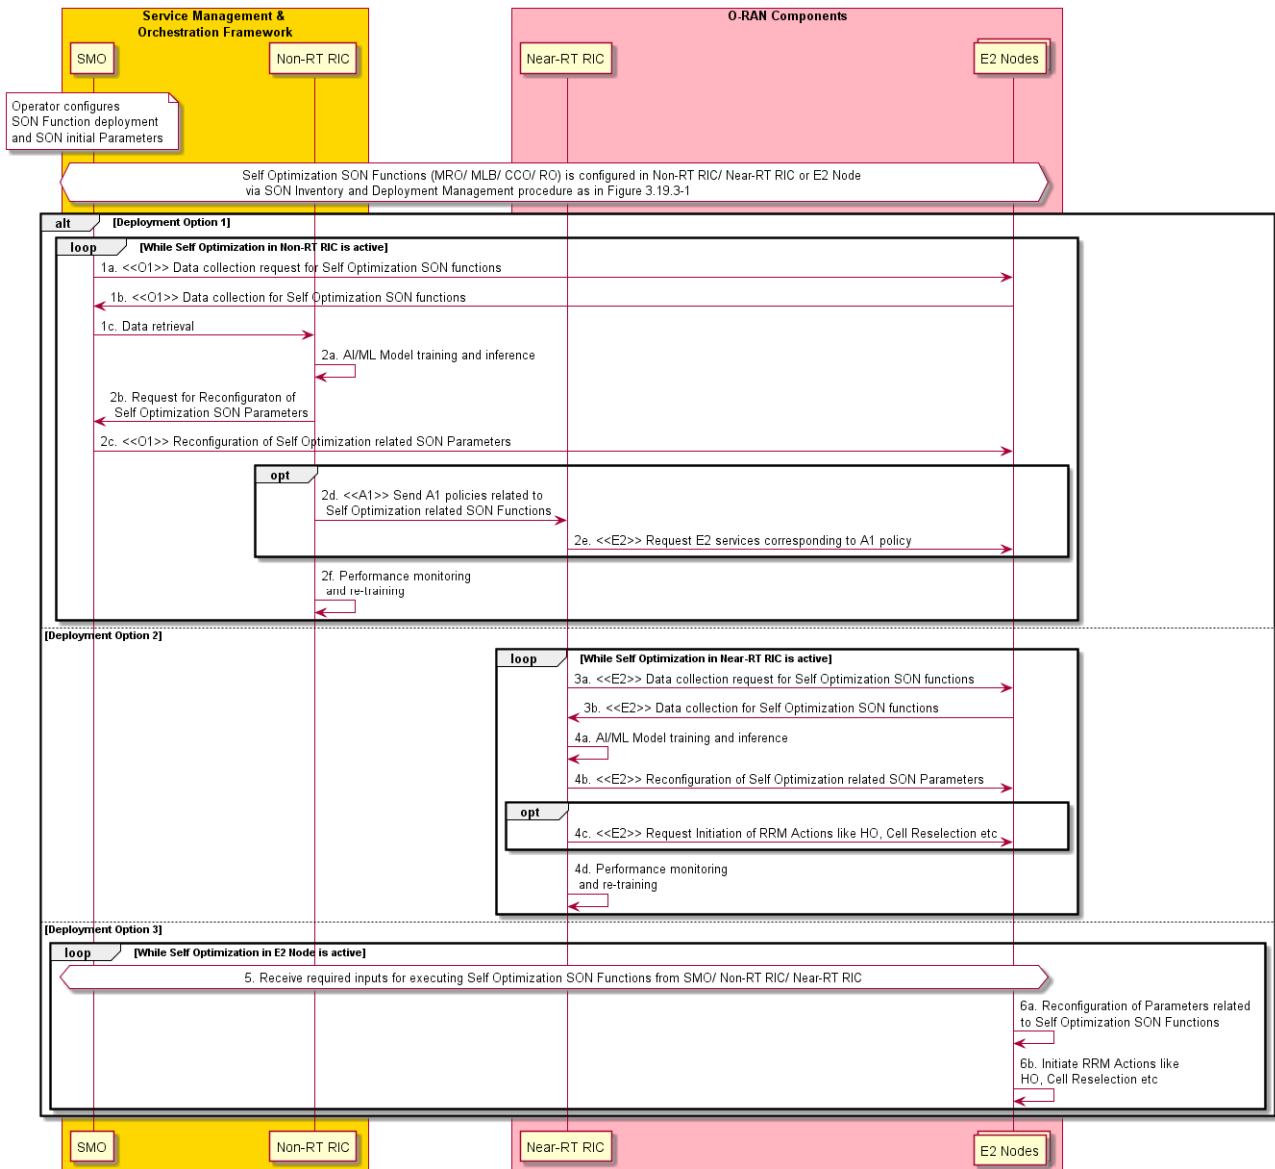 Service Management &
Orchestration Framework
O-RAN Components
SMO
Non-RT RIC
Near-RT RIC
E2 Nodes
Operator configures
SON Function deployment
and SON initial Parameters
Self Optimization SON Functions (MRO/ MLB/ CCO/ RO) is configured in Non-RT RIC/ Near-RT RIC or E2 Node
via SON Inventory and Deployment Management procedure as in Figure 3.19.3-1
alt [Deployment Option 1]
loop [While Self Optimization in Non-RT RIC is active]
1a. <<O1>> Data collection request for Self Optimization SON functions
1b. <<O1>> Data collection for Self Optimization SON functions
1c. Data retrieval
2a. AI/ML Model training and inference
2b. Request for Reconfiguraton of
Self Optimization SON Parameters
2c. <<O1>> Reconfiguration of Self Optimization related SON Parameters
opt
2d. <<A1>> Send A1 policies related to
Self Optimization related SON Functions
2e. <<E2>> Request E2 services corresponding to A1 policy
2f. Performance monitoring
and re-training
[Deployment Option 2]
loop [While Self Optimization in Near-RT RIC is active]
3a. <<E2>> Data collection request for Self Optimization SON functions
3b. <<E2>> Data collection for Self Optimization SON functions
4a. AI/ML Model training and inference
4b. <<E2>> Reconfiguration of Self Optimization related SON Parameters
opt
4c. <<E2>> Request Initiation of RRM Actions like HO, Cell Reselection etc
4d. Performance monitoring
and re-training
[Deployment Option 3]
loop [While Self Optimization in E2 Node is active]
5. Receive required inputs for executing Self Optimization SON Functions from SMO/ Non-RT RIC/ Near-RT RIC
6a. Reconfiguration of Parameters related
to Self Optimization SON Functions
6b. Initiate RRM Actions like
HO, Cell Reselection etc
SMO
Non-RT RIC
Near-RT RIC
E2 Nodes